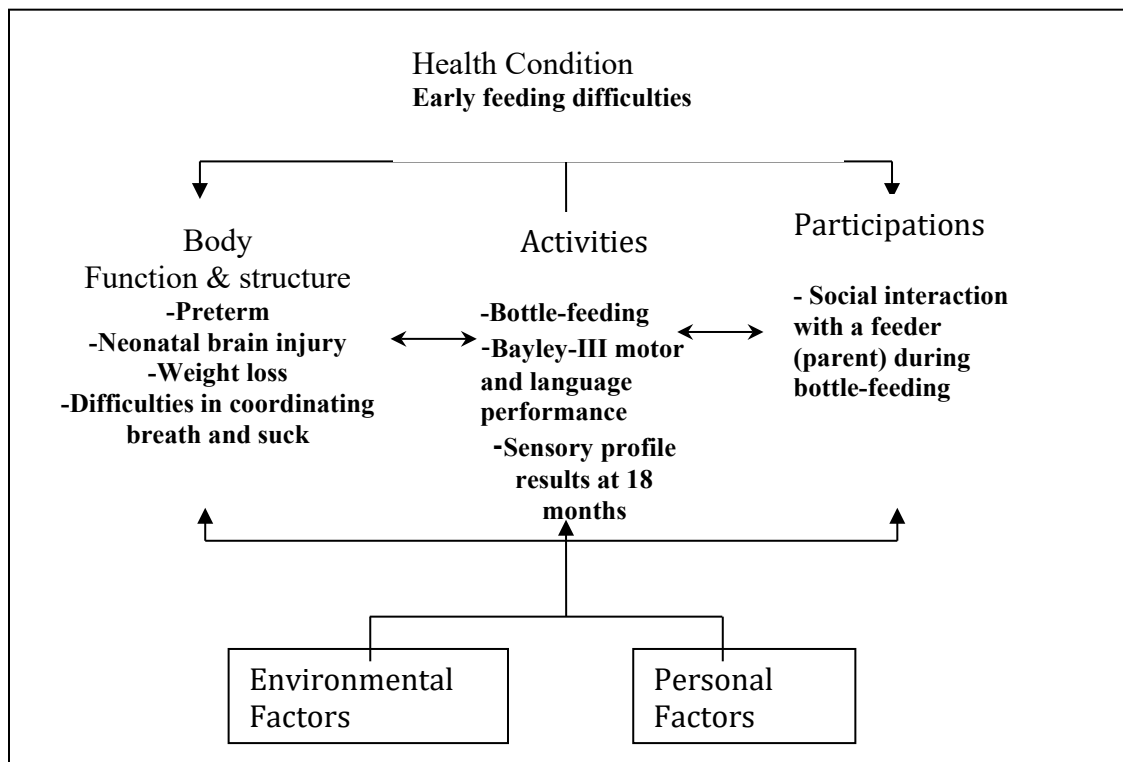 Health Condition
Early feeding difficulties
Body
Function & structure
-Preterm
-Neonatal brain injury
-Weight loss
-Difficulties in coordinating
breath and suck
Activities
-Bottle-feeding
-Bayley-III motor
and language
performance
-Sensory profile
results at 18
months
Participations
- Social interaction
with a feeder
(parent) during
bottle-feeding
Environmental
Factors
Personal
Factors